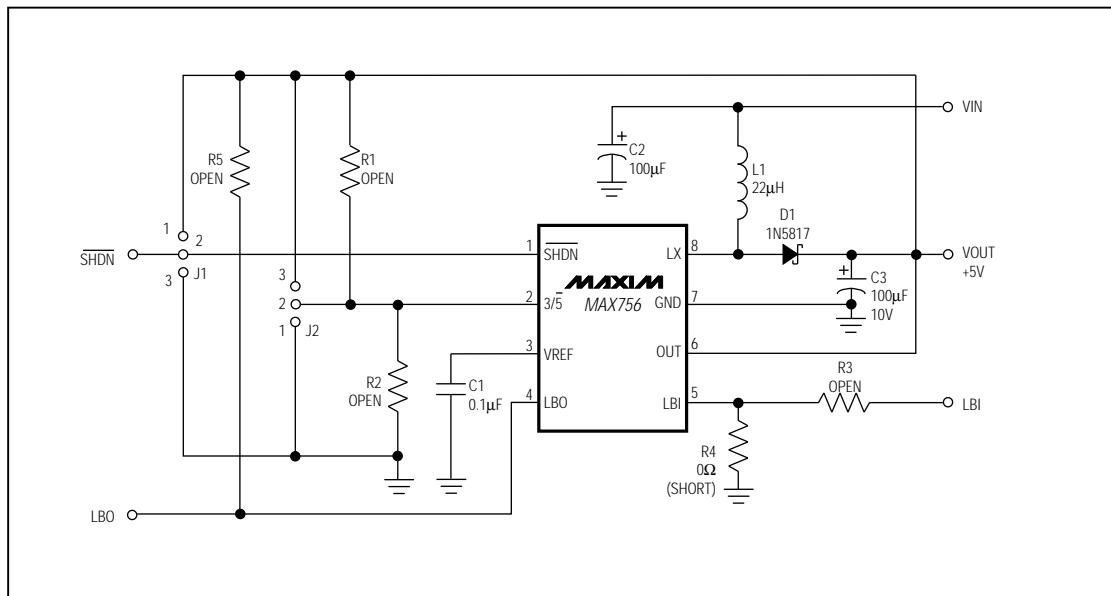 VIN
+
C2
100µF
L1
22µH
R5
OPEN
R1
OPEN
D1
1N5817
1
2
3
J1
SHDN
1
SHDN
LX
8
VOUT
+5V
+
C3
100µF
10V
MAXIM
MAX756
3
2
1
J2
2
3/5
GND
7
3
VREF
OUT
6
R2
OPEN
C1
0.1µF
4
LBO
LBI
5
R3
OPEN
LBI
R4
0Ω
(SHORT)
LBO